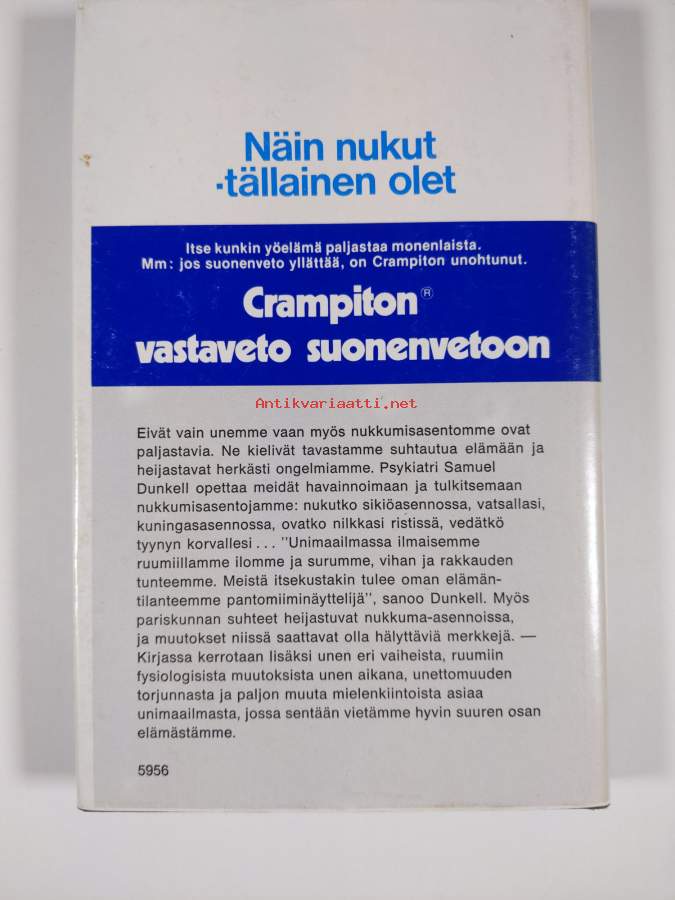 Näin nukut
-tällainen olet
Itse kunkin yöelämä paljastaa monenlaista.
Mm: jos suonenveto yllättää, on Crampiton unohtunut.
Crampiton®
vastaveto suonenvetoon
Antikvariaatti.net
Eivät vain unemme vaan myös nukkumisasentomme ovat
paljastavia. Ne kielivät tavastamme suhtautua elämään ja
heijastavat herkästi ongelmiamme. Psykiatri Samuel
Dunkell opettaa meidät havainnoimaan ja tulkitsemaan
nukkumisasentojamme: nukutko sikiöasennossa, vatsallasi,
kuningasasennossa, ovatko nilkkasi ristissä, vedätkö
tyynyn korvallesi... "Unimaailmassa ilmaisemme
ruumiillamme ilomme ja surumme, vihan ja rakkauden
tunteemme. Meistä itsekustakin tulee oman elämän-
tilanteemme pantomiiminäyttelijä", sanoo Dunkell. Myös
pariskunnan suhteet heijastuvat nukkuma-asennoissa,
ja muutokset niissä saattavat olla hälyttäviä merkkejä. —
Kirjassa kerrotaan lisäksi unen eri vaiheista, ruumiin
fysiologisista muutoksista unen aikana, unettomuuden
torjunnasta ja paljon muuta mielenkiintoista asiaa
unimaailmasta, jossa sentään vietämme hyvin suuren osan
elämästämme.
5956